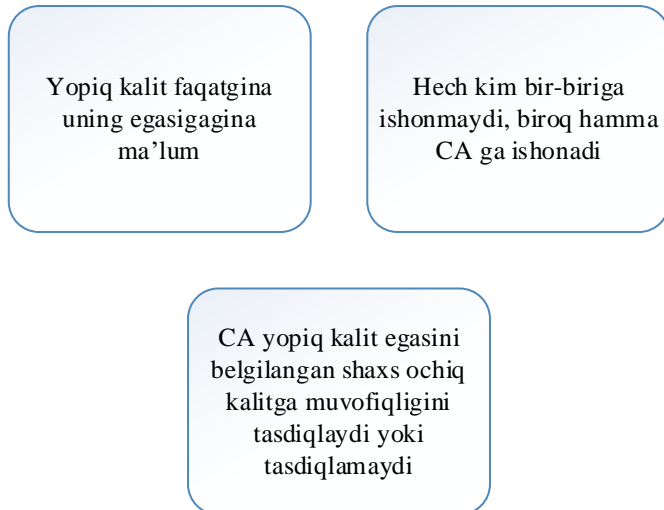 Yopiq kalit faqatgina
uning egasigagina
ma’lum
Hech kim bir-biriga
ishonmaydi, biroq hamma
CA ga ishonadi
CA yopiq kalit egasini
belgilangan shaxs ochiq
kalitga muvofiqligini
tasdiqlaydi yoki
tasdiqlamaydi